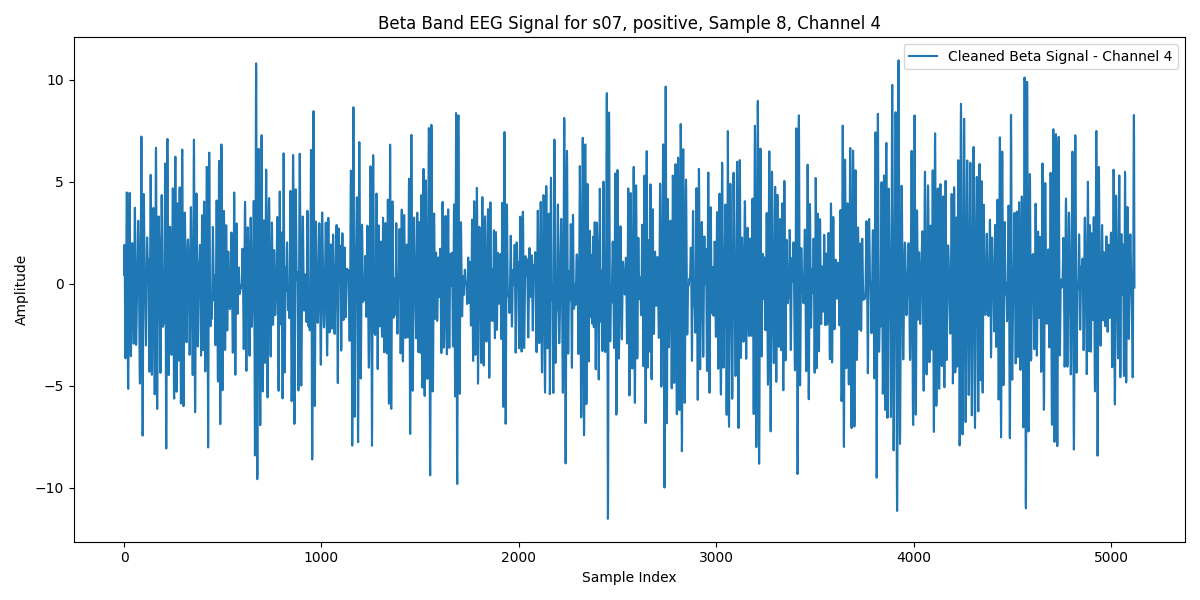 Beta Band EEG Signal for s07, positive, Sample 8, Channel 4
Cleaned Beta Signal - Channel 4
Amplitude
10
5
0
−5
−10
0 1000 2000 3000 4000 5000
Sample Index